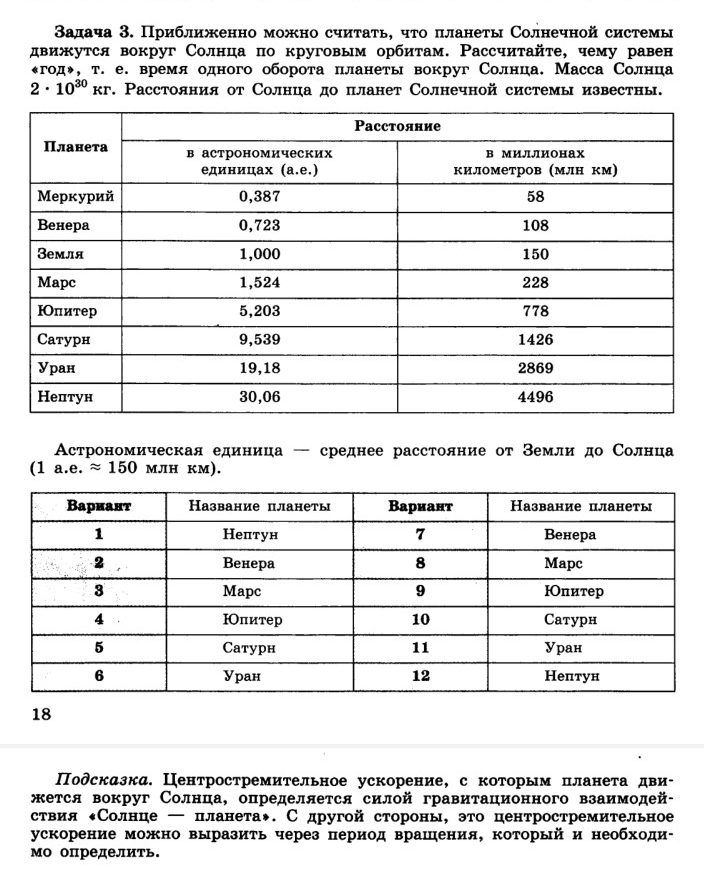 Задача 3. Приближенно можно считать, что планеты Солнечной системы
движутся вокруг Солнца по круговым орбитам. Рассчитайте, чему равен
«год», т. е. время одного оборота планеты вокруг Солнца. Масса Солнца
2 · 10³⁰ кг. Расстояния от Солнца до планет Солнечной системы известны.
Планета
Расстояние
в астрономических
единицах (а.е.)
в миллионах
километров (млн км)
Меркурий 0,387 58
Венера 0,723 108
Земля 1,000 150
Марс 1,524 228
Юпитер 5,203 778
Сатурн 9,539 1426
Уран 19,18 2869
Нептун 30,06 4496
Астрономическая единица — среднее расстояние от Земли до Солнца
(1 а.е. ≈ 150 млн км).
Вариант Название планеты Вариант Название планеты
1 Нептун 7 Венера
2 Венера 8 Марс
3 Марс 9 Юпитер
4 Юпитер 10 Сатурн
5 Сатурн 11 Уран
6 Уран 12 Нептун
18
Подсказка. Центростремительное ускорение, с которым планета дви-
жется вокруг Солнца, определяется силой гравитационного взаимодей-
ствия «Солнце — планета». С другой стороны, это центростремительное
ускорение можно выразить через период вращения, который и необходи-
мо определить.